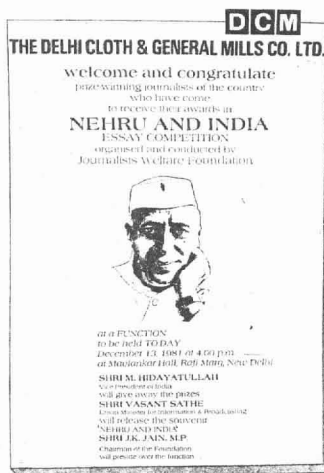 DCM
THE DELHI CLOTH & GENERAL MILLS CO. LTD.
welcome and congratulate
prize winning journalists of the country
who have come
to receive their awards in
NEHRU AND INDIA
ESSAY COMPETITION
organised and conducted by
Journalists Welfare Foundation
at a FUNCTION
to be held TODAY
December 13, 1981 at 4.00 p.m.
at Mavlankar Hall, Rafi Marg, New Delhi
SHRI M. HIDAYATULLAH
Vice President of India
will give away the prizes
SHRI VASANT SATHE
Union Minister for Information & Broadcasting
will release the souvenir
'NEHRU AND INDIA'
SHRI J.K. JAIN, M.P.
Chairman of the Foundation
will preside over the function